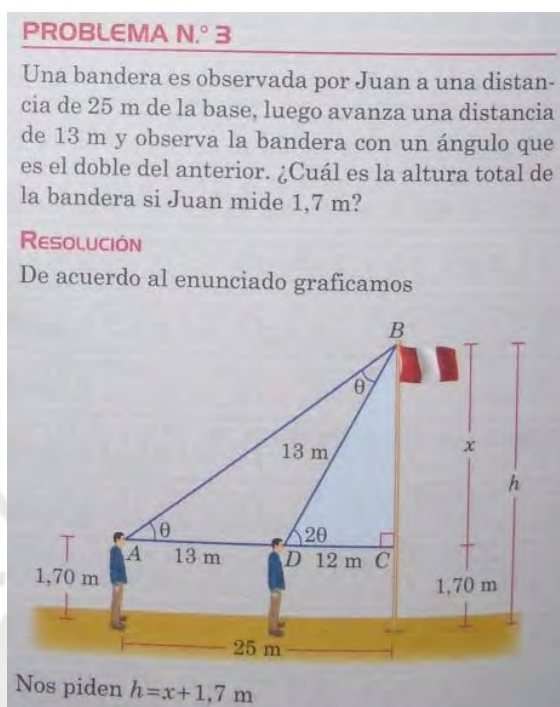 PROBLEMA N.° 3
Una bandera es observada por Juan a una distan-
cia de 25 m de la base, luego avanza una distancia
de 13 m y observa la bandera con un ángulo que
es el doble del anterior. ¿Cuál es la altura total de
la bandera si Juan mide 1,7 m?
RESOLUCIÓN
De acuerdo al enunciado graficamos
B
θ
13 m
x
h
θ
2θ
A
13 m
D
12 m
C
1,70 m
1,70 m
25 m
Nos piden h=x+1,7 m